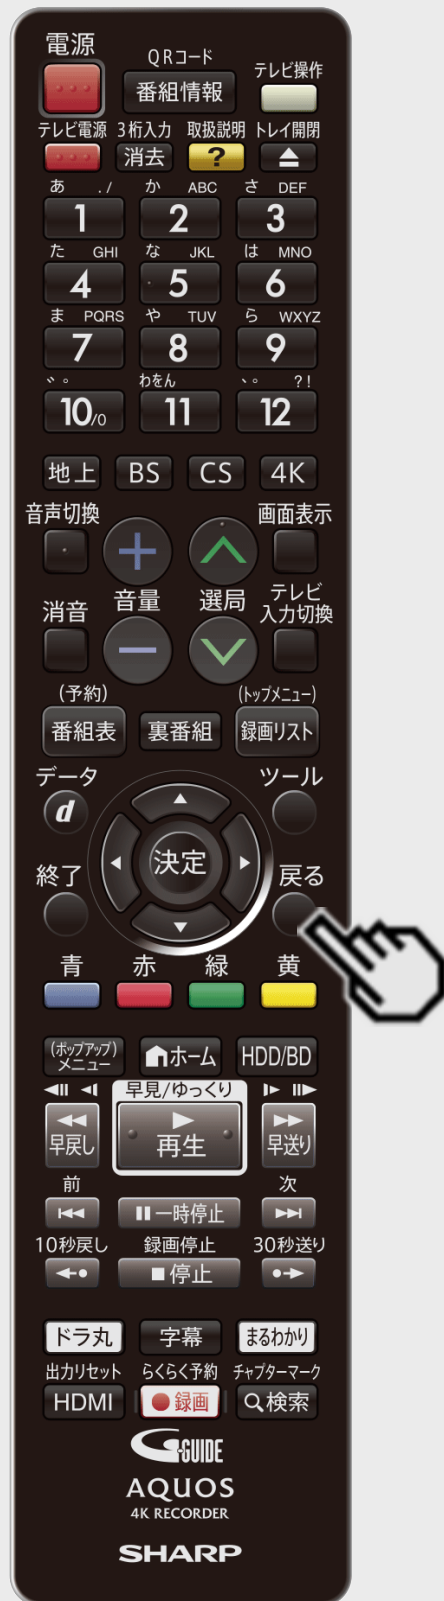 電源
QRコード
番組情報
テレビ操作
テレビ電源 3桁入力 取扱説明 トレイ開閉
消去 ?
あ ./ か ABC さ DEF
1 2 3
た GHI な JKL は MNO
4 5 6
ま PQRS や TUV ら WXYZ
7 8 9
゛゜ わをん 、。 ?!
10/0 11 12
地上 BS CS 4K
音声切換 画面表示
+
消音 音量 選局 テレビ
入力切換
−
(予約) (トップメニュー)
番組表 裏番組 録画リスト
データ ツール
d
決定
終了 戻る
青 赤 緑 黄
(ポップアップ)
メニュー ホーム HDD/BD
早見/ゆっくり
早戻し 再生 早送り
前 次
一時停止
10秒戻し 録画停止 30秒送り
停止
ドラ丸 字幕 まるわかり
出力リセット らくらく予約 チャプターマーク
HDMI 録画 検索
G-GUIDE
AQUOS
4K RECORDER
SHARP